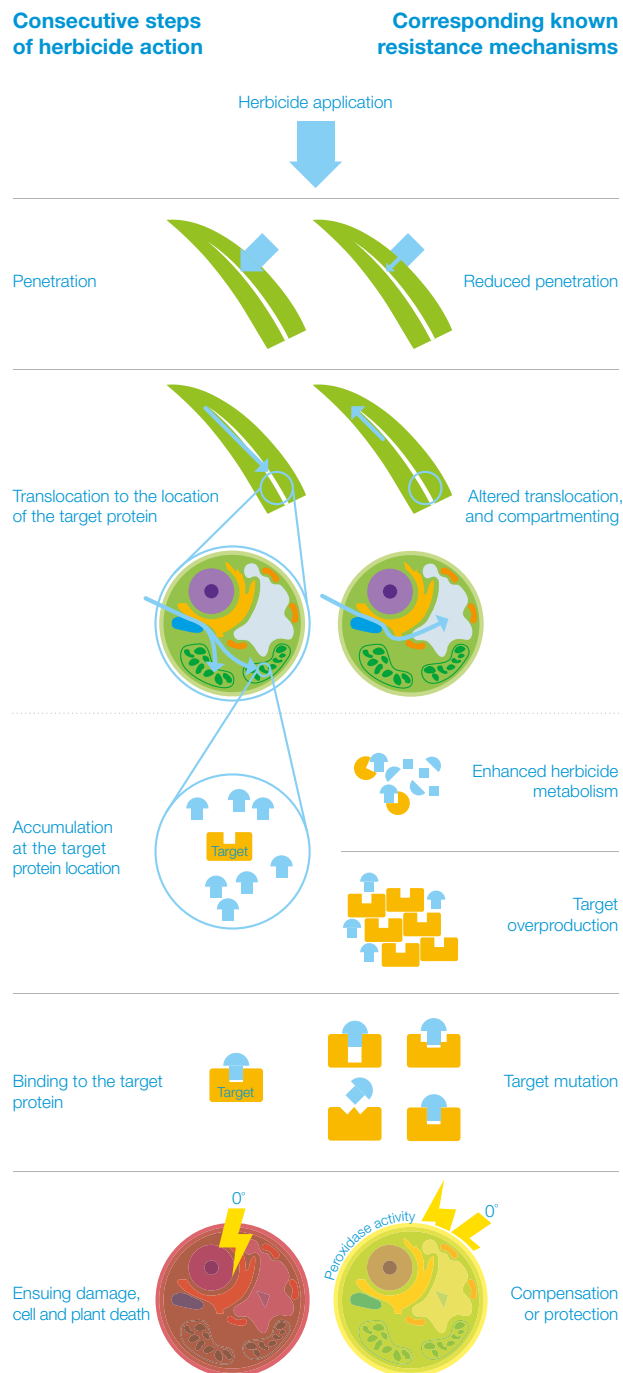 Consecutive steps
of herbicide action
Corresponding known
resistance mechanisms
Herbicide application
Penetration
Reduced penetration
Translocation to the location
of the target protein
Altered translocation,
and compartmenting
Accumulation
at the target
protein location
Target
Enhanced herbicide
metabolism
Target
overproduction
Binding to the target
protein
Target
Target mutation
Ensuing damage,
cell and plant death
0°
Peroxidase activity
0°
Compensation
or protection